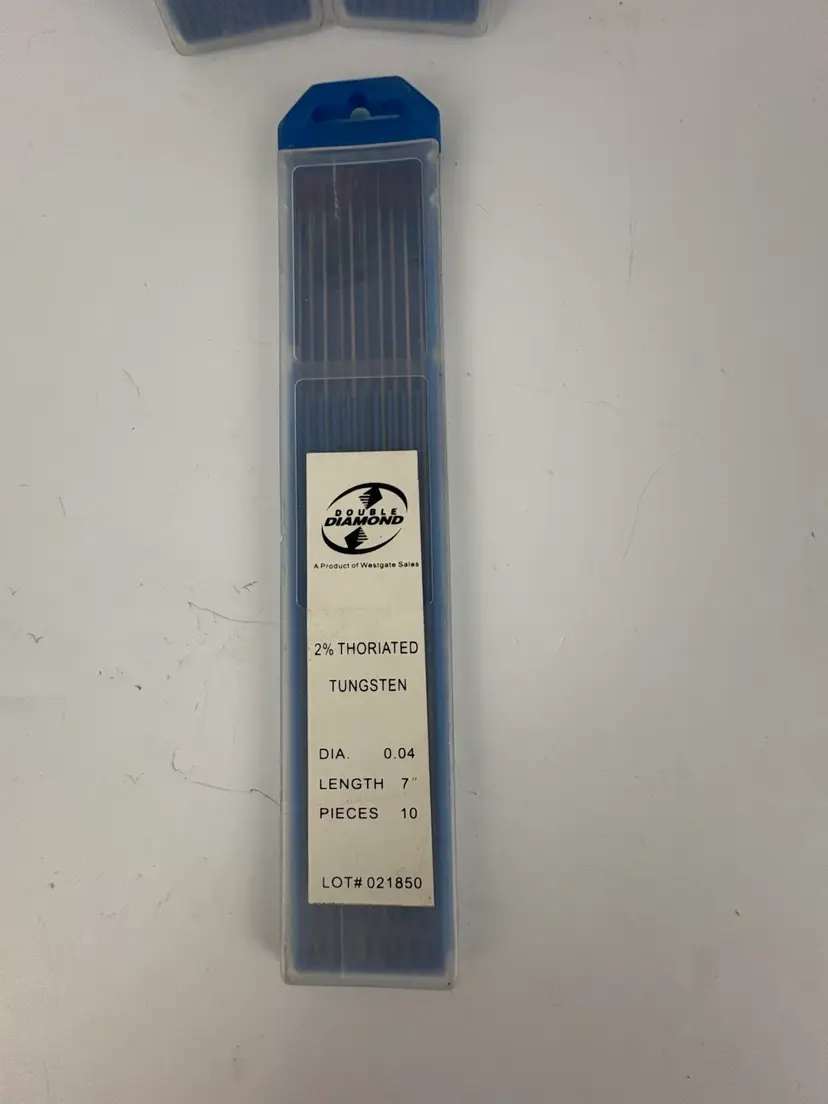 DOUBLE
DIAMOND
A Product of Westgate Sales
2% THORIATED
TUNGSTEN
DIA. 0.04
LENGTH 7"
PIECES 10
LOT# 021850